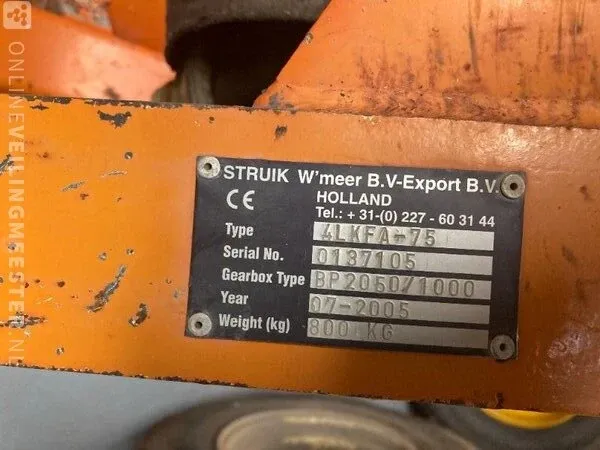 STRUIK W'meer B.V-Export B.V.
CE HOLLAND
Tel.: + 31-(0) 227 - 60 31 44
Type 4LKFA-75
Serial No. 0137105
Gearbox Type BP2050/1000
Year 07-2005
Weight (kg) 800 KG
ONLINEVEILINGMEESTER.NL